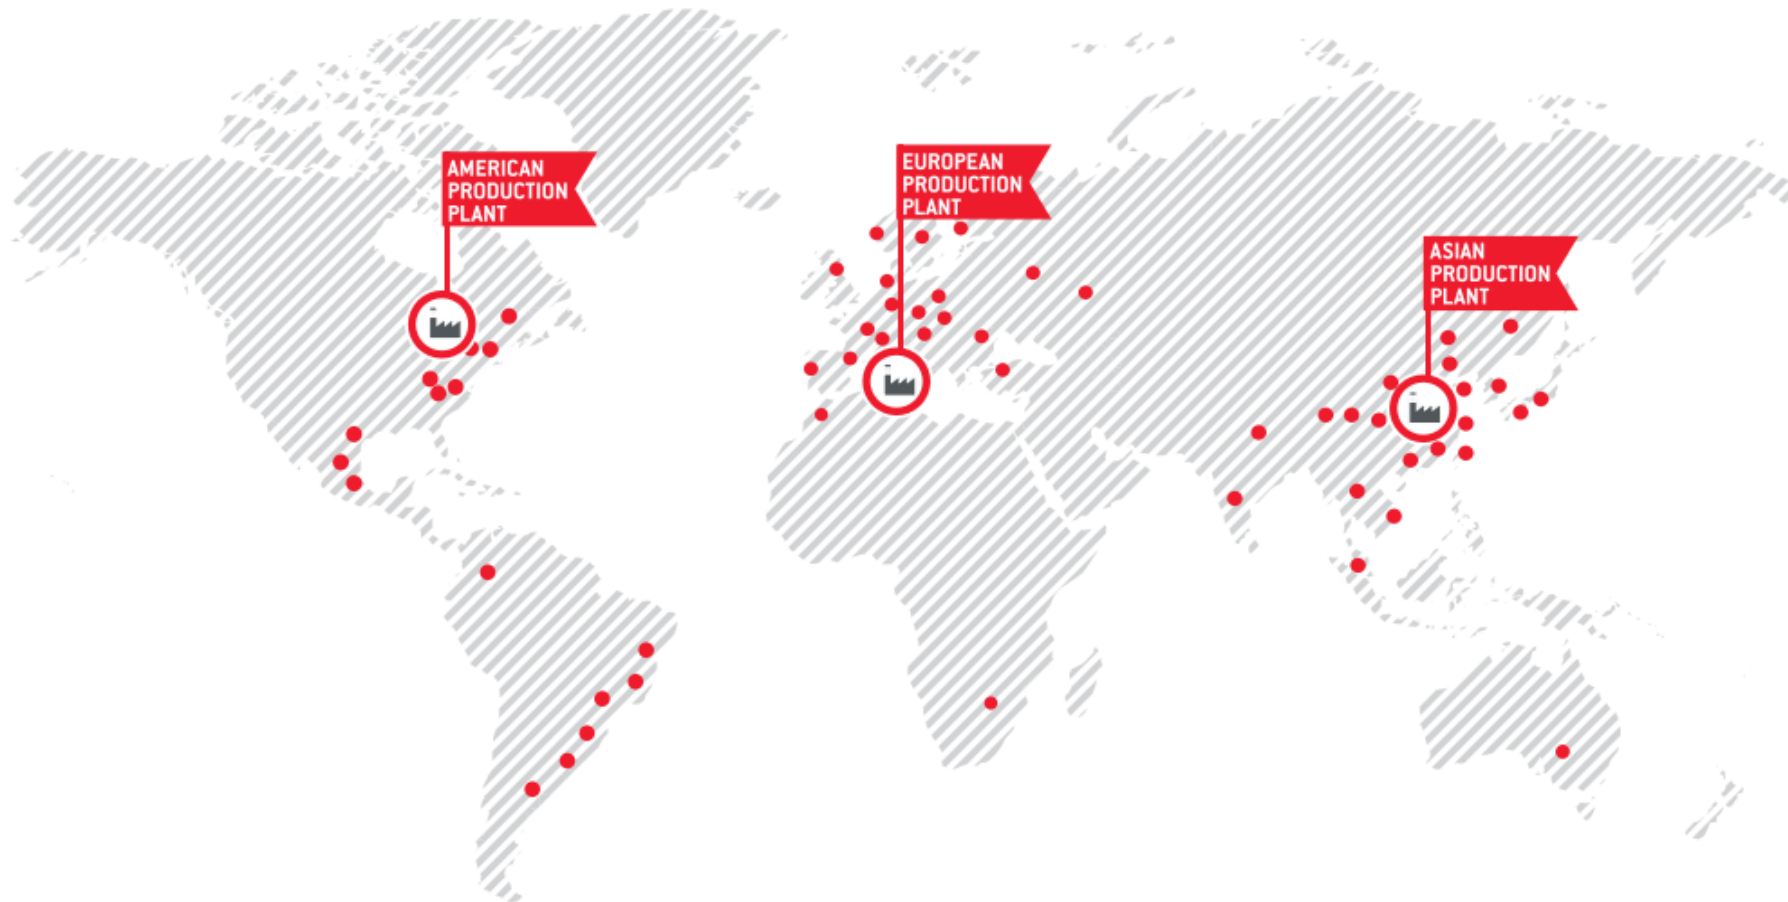 AMERICAN
PRODUCTION
PLANT
EUROPEAN
PRODUCTION
PLANT
ASIAN
PRODUCTION
PLANT